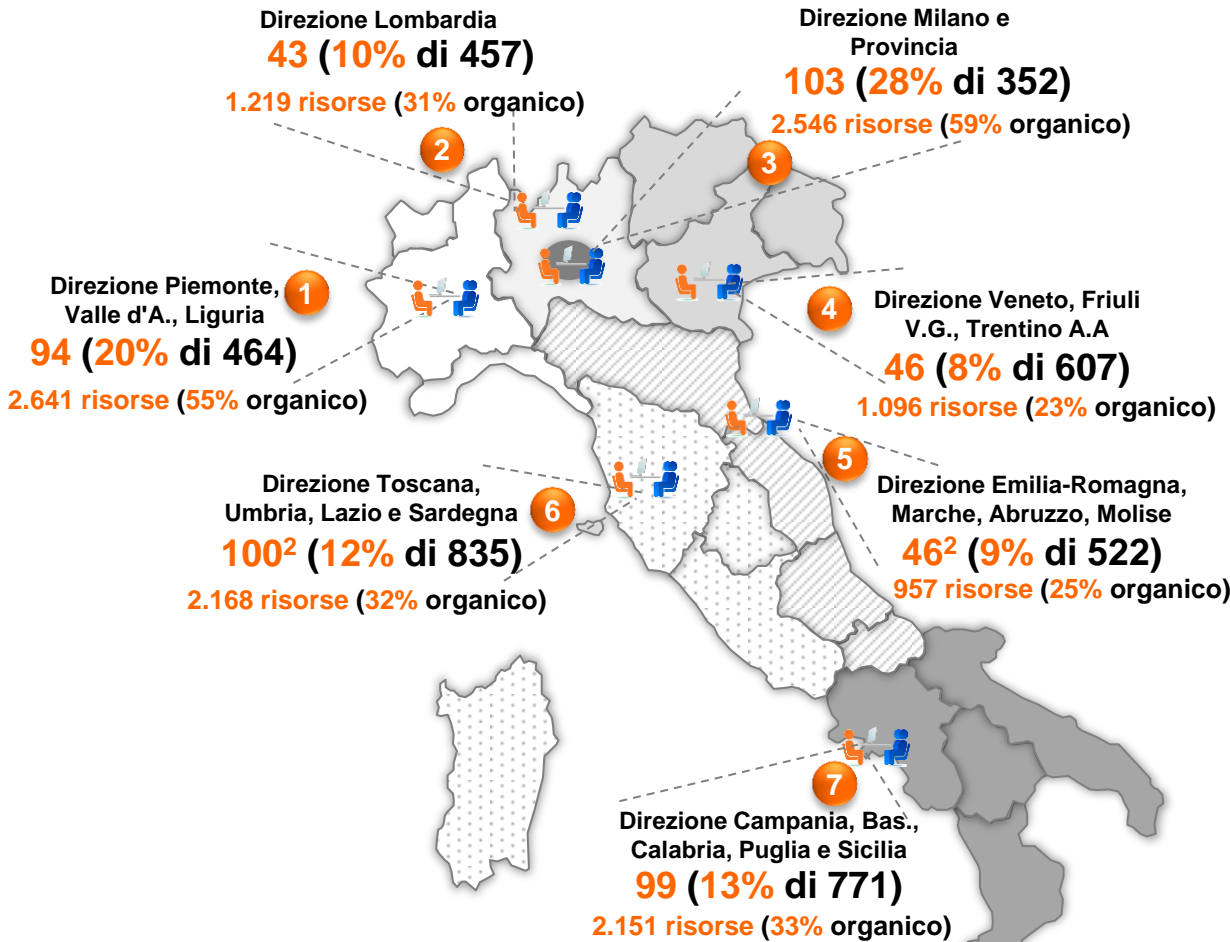 Direzione Lombardia
43 (10% di 457)
1.219 risorse (31% organico)
2
Direzione Milano e
Provincia
103 (28% di 352)
2.546 risorse (59% organico)
3
Direzione Piemonte,
Valle d'A., Liguria
1
94 (20% di 464)
2.641 risorse (55% organico)
4
Direzione Veneto, Friuli
V.G., Trentino A.A
46 (8% di 607)
1.096 risorse (23% organico)
5
Direzione Emilia-Romagna,
Marche, Abruzzo, Molise
46² (9% di 522)
957 risorse (25% organico)
Direzione Toscana,
Umbria, Lazio e Sardegna
6
100² (12% di 835)
2.168 risorse (32% organico)
7
Direzione Campania, Bas.,
Calabria, Puglia e Sicilia
99 (13% di 771)
2.151 risorse (33% organico)